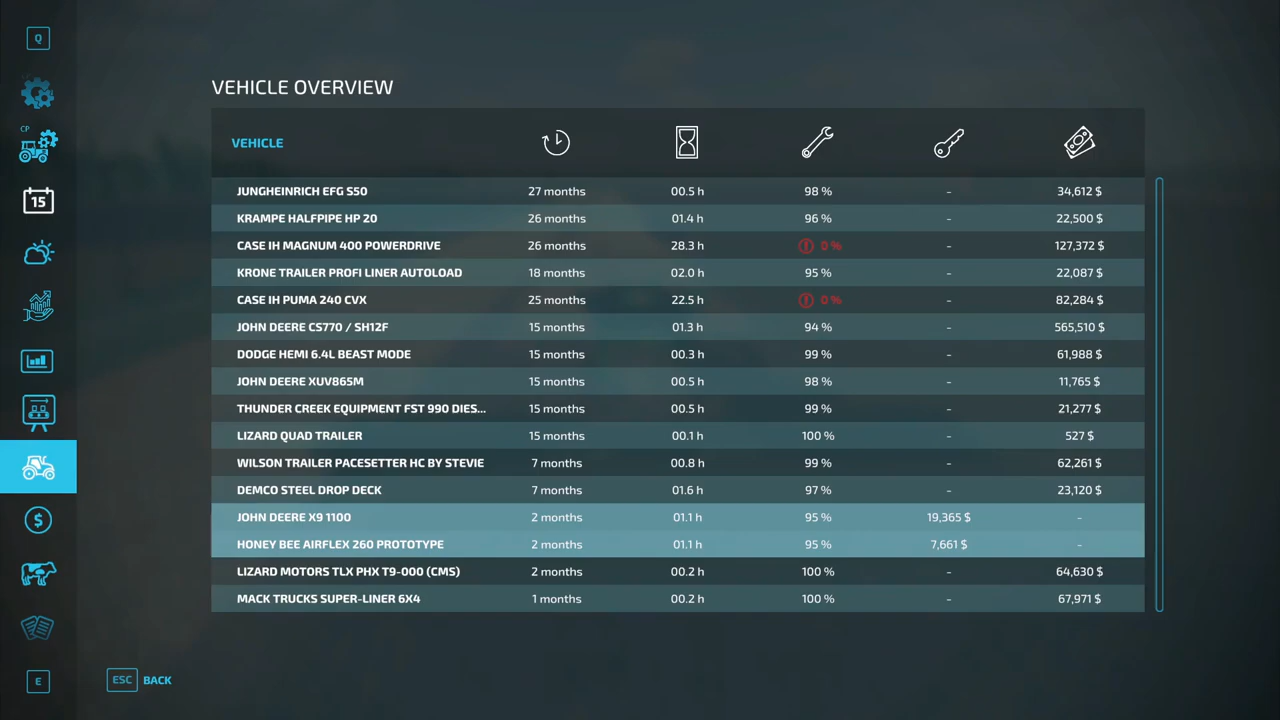 Q
CP
15
E
VEHICLE OVERVIEW
VEHICLE
JUNGHEINRICH EFG S50 27 months 00.5 h 98 % - 34,612 $
KRAMPE HALFPIPE HP 20 26 months 01.4 h 96 % - 22,500 $
CASE IH MAGNUM 400 POWERDRIVE 26 months 28.3 h 0 % - 127,372 $
KRONE TRAILER PROFI LINER AUTOLOAD 18 months 02.0 h 95 % - 22,087 $
CASE IH PUMA 240 CVX 25 months 22.5 h 0 % - 82,284 $
JOHN DEERE CS770 / SH12F 15 months 01.3 h 94 % - 565,510 $
DODGE HEMI 6.4L BEAST MODE 15 months 00.3 h 99 % - 61,988 $
JOHN DEERE XUV865M 15 months 00.5 h 98 % - 11,765 $
THUNDER CREEK EQUIPMENT FST 990 DIES... 15 months 00.5 h 99 % - 21,277 $
LIZARD QUAD TRAILER 15 months 00.1 h 100 % - 527 $
WILSON TRAILER PACESETTER HC BY STEVIE 7 months 00.8 h 99 % - 62,261 $
DEMCO STEEL DROP DECK 7 months 01.6 h 97 % - 23,120 $
JOHN DEERE X9 1100 2 months 01.1 h 95 % 19,365 $ -
HONEY BEE AIRFLEX 260 PROTOTYPE 2 months 01.1 h 95 % 7,661 $ -
LIZARD MOTORS TLX PHX T9-000 (CMS) 2 months 00.2 h 100 % - 64,630 $
MACK TRUCKS SUPER-LINER 6X4 1 months 00.2 h 100 % - 67,971 $
ESC BACK